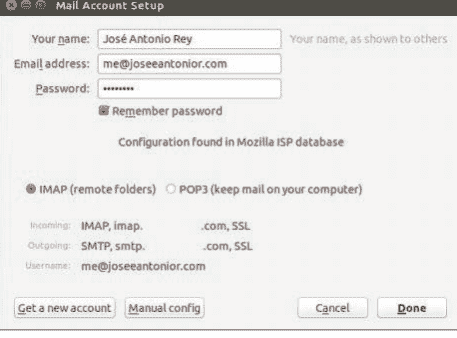 Mail Account Setup
Your name: José Antonio Rey Your name, as shown to others
Email address: me@joseeantonior.com
Password: ••••••••
Remember password
Configuration found in Mozilla ISP database
IMAP (remote folders) POP3 (keep mail on your computer)
Incoming: IMAP, imap. .com, SSL
Outgoing: SMTP, smtp. .com, SSL
Username: me@joseeantonior.com
Get a new account Manual config Cancel Done